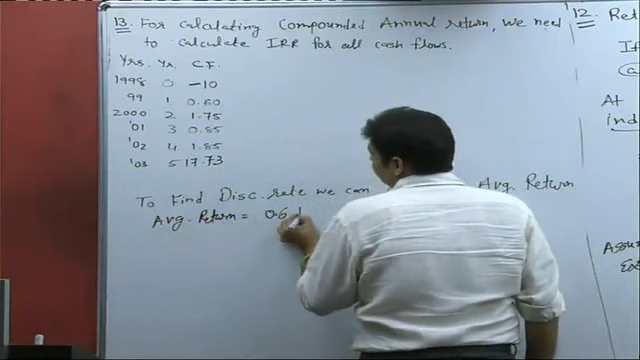 13. For calculating Compounded Annual return, we need
to calculate IRR for all cash flows.
Yrs. Yr. C.F.
1998 0 -10
99 1 0.60
2000 2 1.75
'01 3 0.85
'02 4 1.85
'03 5 17.73
To Find Disc. rate we can Avg. Return
Avg. Return = 0.6
12. Ret
If
At
ind
Assu
Ex